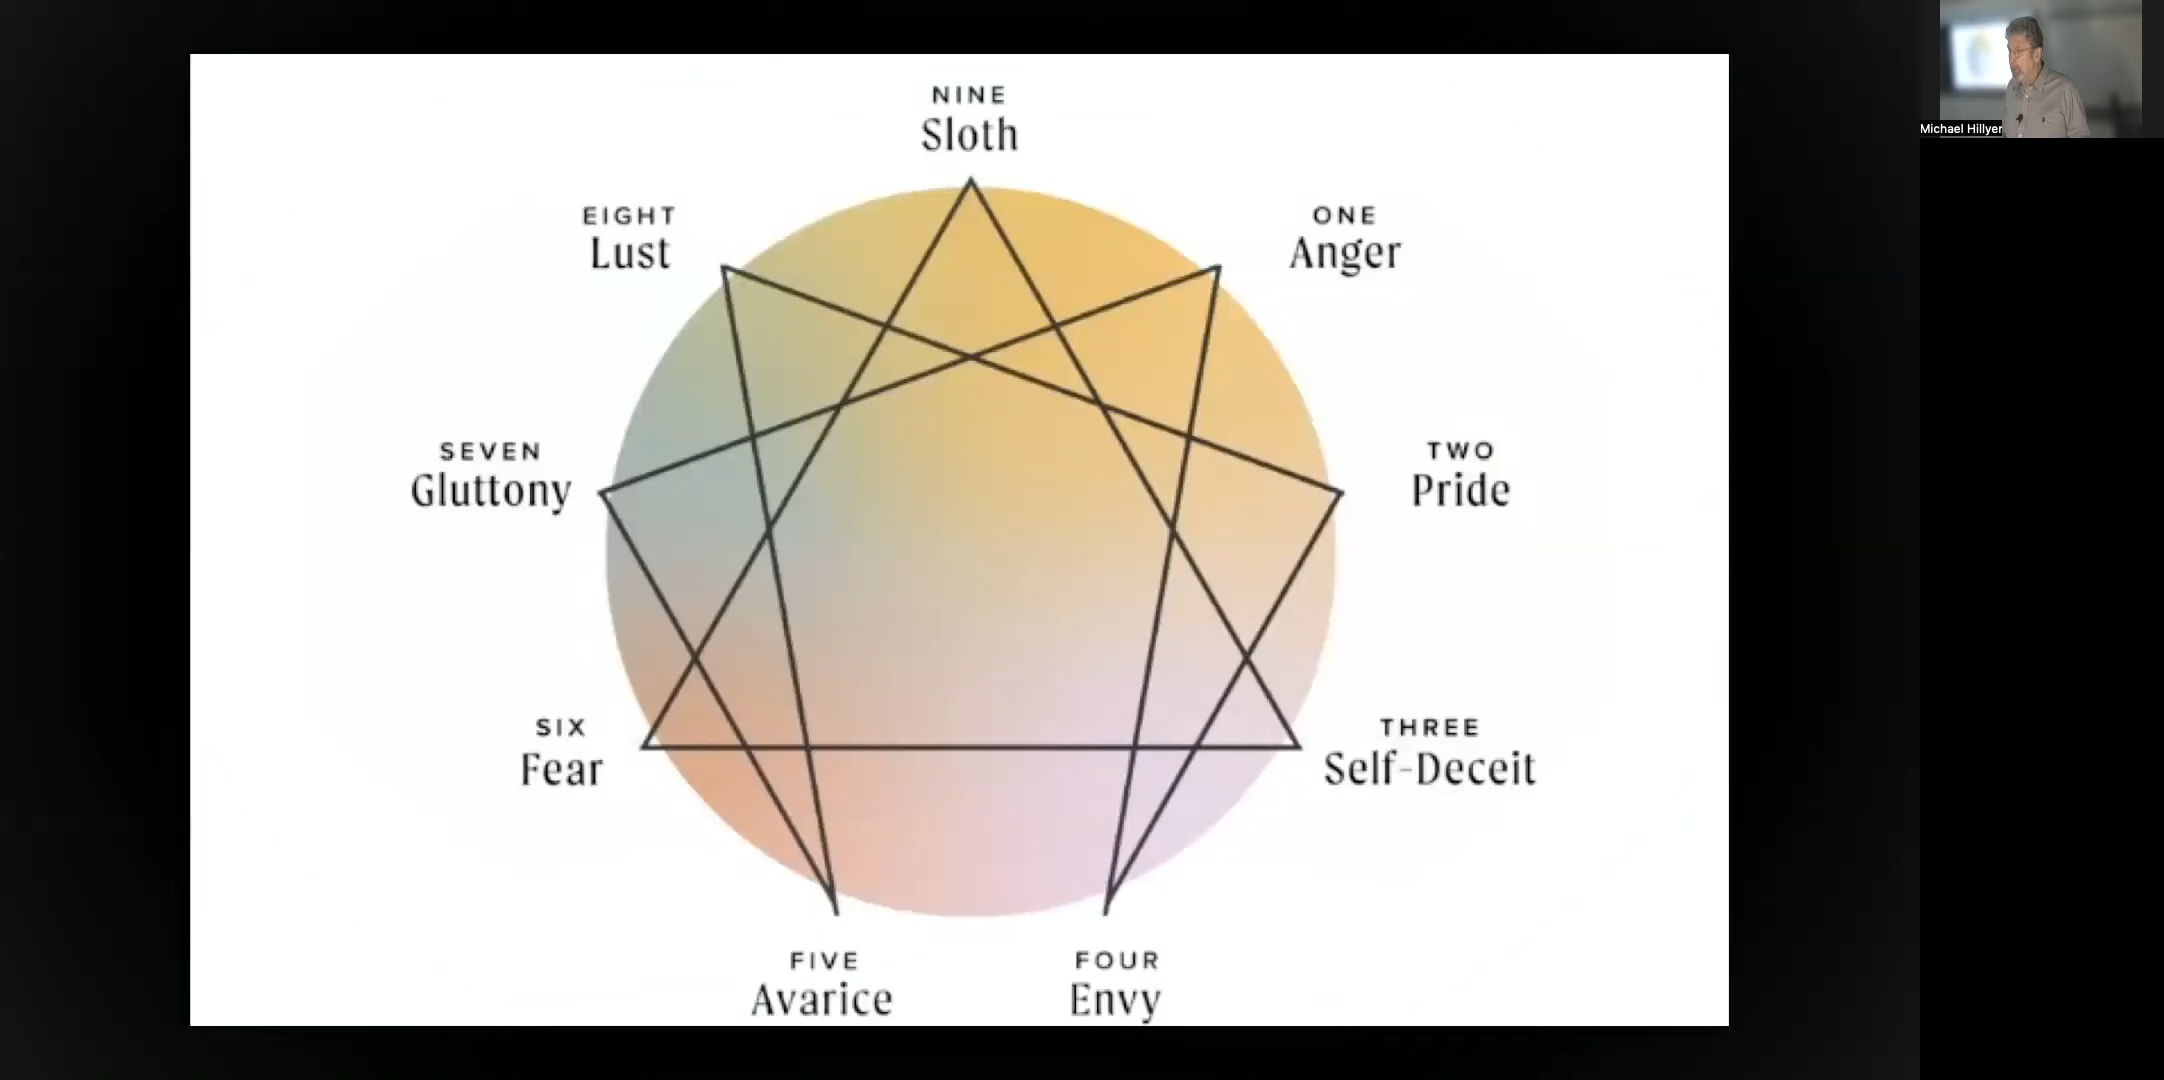 NINE
Sloth
EIGHT
Lust
ONE
Anger
SEVEN
Gluttony
TWO
Pride
SIX
Fear
THREE
Self-Deceit
FIVE
Avarice
FOUR
Envy
Michael Hillyer